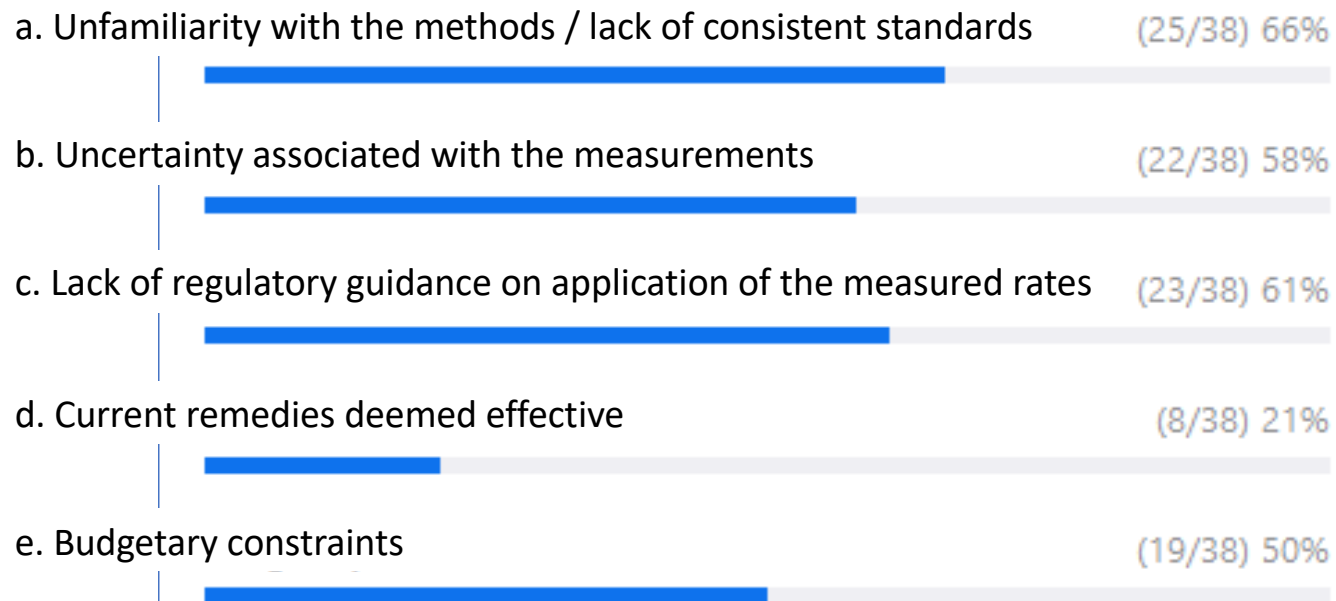 a. Unfamiliarity with the methods / lack of consistent standards (25/38) 66%
b. Uncertainty associated with the measurements (22/38) 58%
c. Lack of regulatory guidance on application of the measured rates (23/38) 61%
d. Current remedies deemed effective (8/38) 21%
e. Budgetary constraints (19/38) 50%